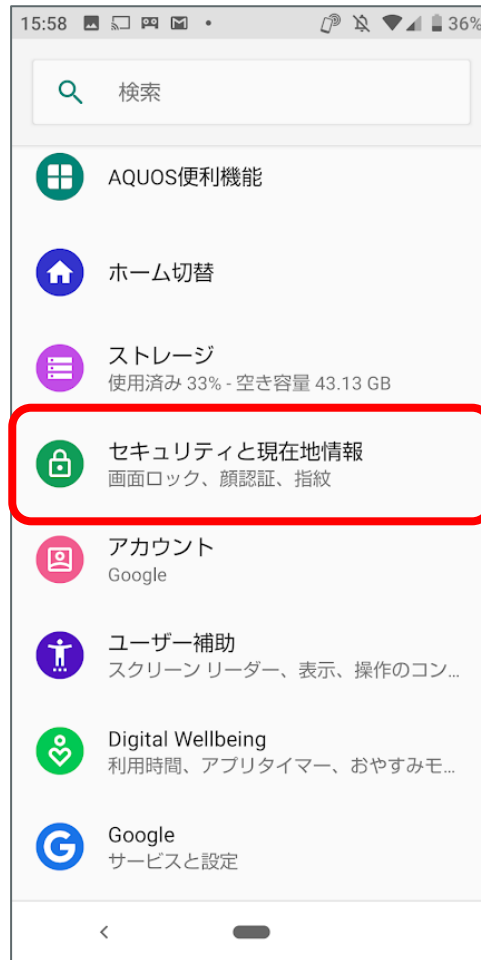 15:58 36%
検索
AQUOS便利機能
ホーム切替
ストレージ
使用済み 33% - 空き容量 43.13 GB
セキュリティと現在地情報
画面ロック、顔認証、指紋
アカウント
Google
ユーザー補助
スクリーン リーダー、表示、操作のコン...
Digital Wellbeing
利用時間、アプリタイマー、おやすみモ...
Google
サービスと設定